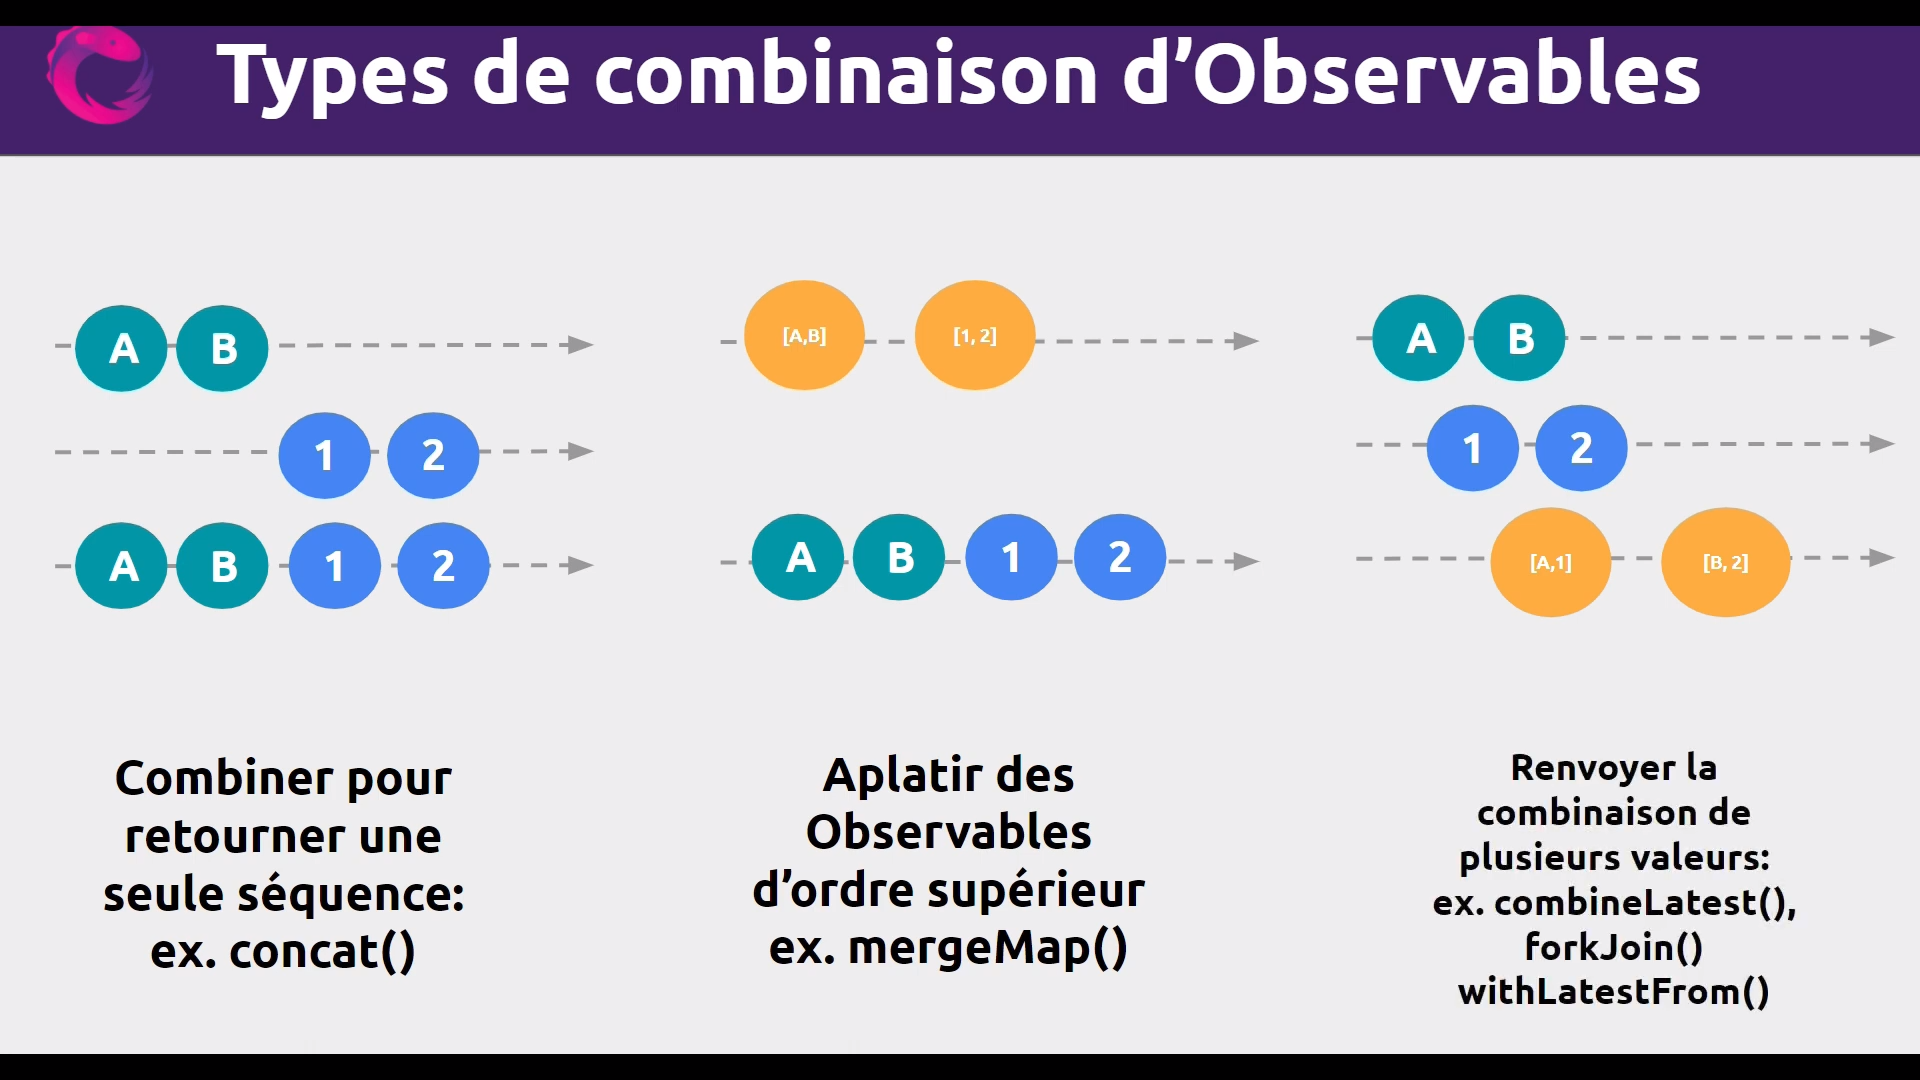 Types de combinaison d’Observables
A B
1 2
A B 1 2
[A,B] [1, 2]
A B 1 2
A B
1 2
[A,1] [B, 2]
Combiner pour
retourner une
seule séquence:
ex. concat()
Aplatir des
Observables
d’ordre supérieur
ex. mergeMap()
Renvoyer la
combinaison de
plusieurs valeurs:
ex. combineLatest(),
forkJoin()
withLatestFrom()